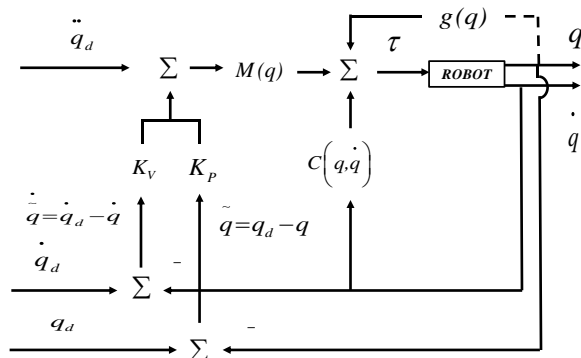 g(q)
q̈_d
τ
q
Σ
M(q)
Σ
ROBOT
q̇
K_V
K_P
C(q,q̇)
q̃̇=q̇_d−q̇
q̃=q_d−q
q̇_d
−
Σ
q_d
−
Σ